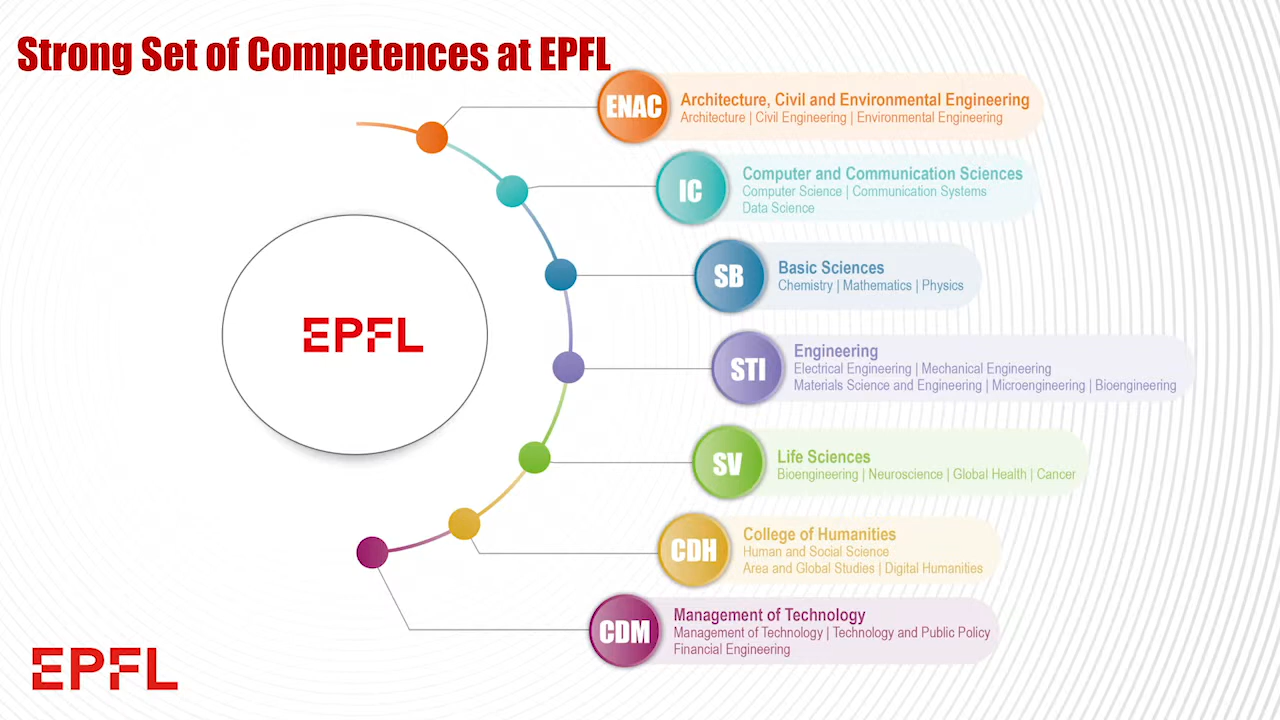 Strong Set of Competences at EPFL
ENAC
Architecture, Civil and Environmental Engineering
Architecture | Civil Engineering | Environmental Engineering
IC
Computer and Communication Sciences
Computer Science | Communication Systems
Data Science
SB
Basic Sciences
Chemistry | Mathematics | Physics
EPFL
STI
Engineering
Electrical Engineering | Mechanical Engineering
Materials Science and Engineering | Microengineering | Bioengineering
SV
Life Sciences
Bioengineering | Neuroscience | Global Health | Cancer
CDH
College of Humanities
Human and Social Science
Area and Global Studies | Digital Humanities
CDM
Management of Technology
Management of Technology | Technology and Public Policy
Financial Engineering
EPFL